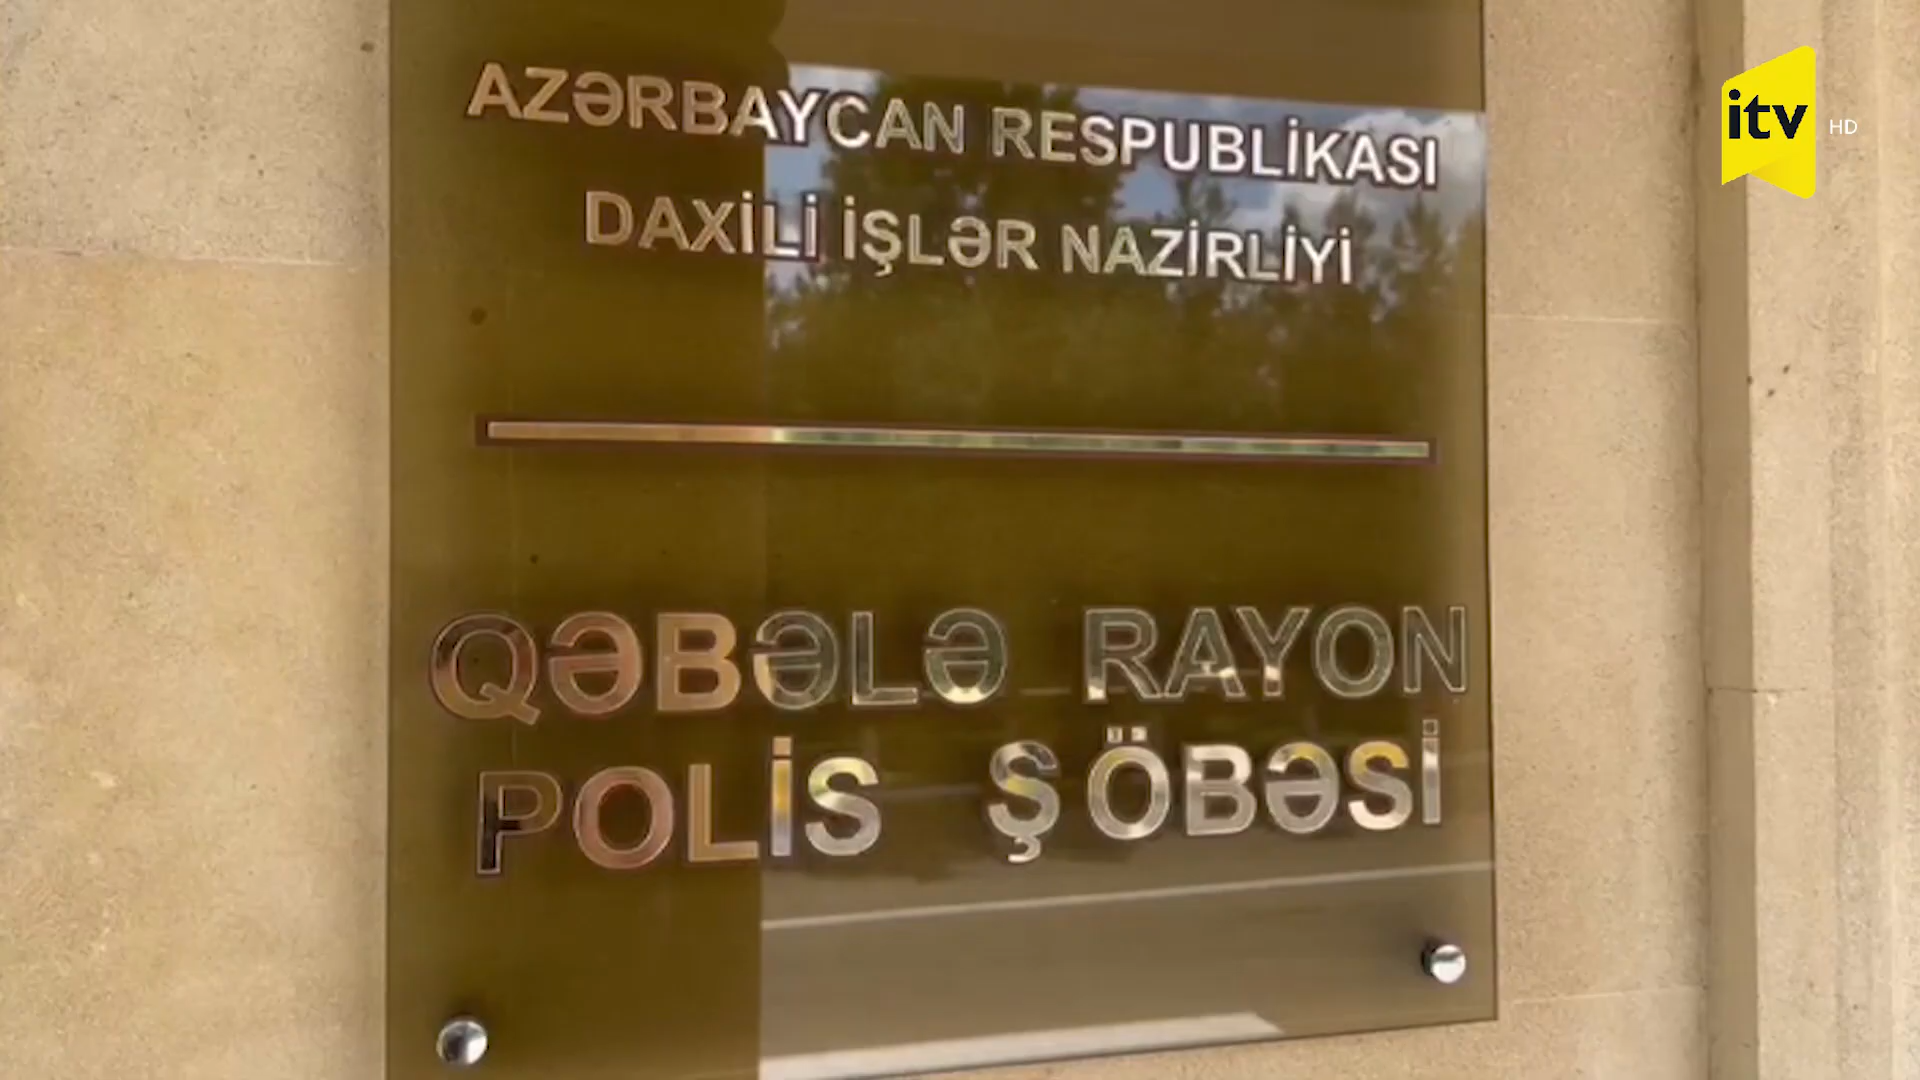 AZƏRBAYCAN RESPUBLİKASI
DAXİLİ İŞLƏR NAZİRLİYİ
QƏBƏLƏ RAYON
POLİS ŞÖBƏSİ
itv HD